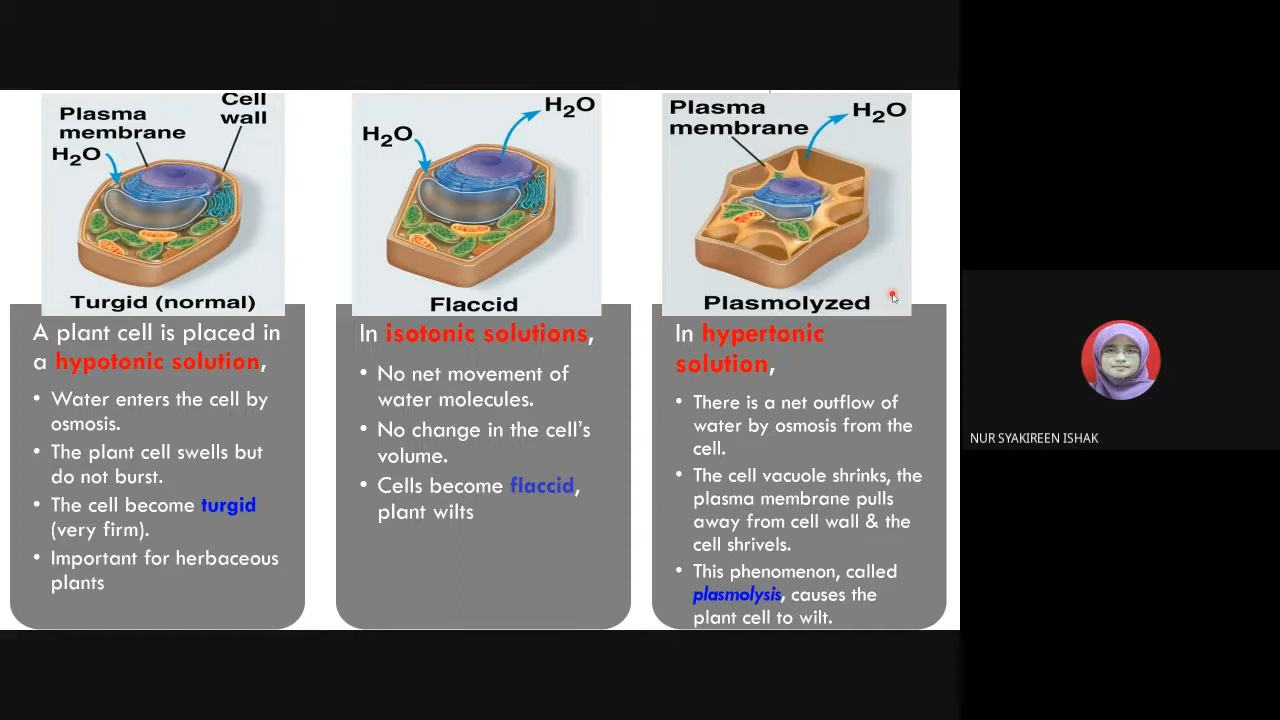 Plasma
membrane
Cell
wall
H₂O
Turgid (normal)
A plant cell is placed in
a hypotonic solution,
• Water enters the cell by
osmosis.
• The plant cell swells but
do not burst.
• The cell become turgid
(very firm).
• Important for herbaceous
plants
H₂O
H₂O
Flaccid
In isotonic solutions,
• No net movement of
water molecules.
• No change in the cell's
volume.
• Cells become flaccid,
plant wilts
Plasma
membrane
H₂O
Plasmolyzed
In hypertonic
solution,
• There is a net outflow of
water by osmosis from the
cell.
• The cell vacuole shrinks, the
plasma membrane pulls
away from cell wall & the
cell shrivels.
• This phenomenon, called
plasmolysis, causes the
plant cell to wilt.
NUR SYAKIREEN ISHAK